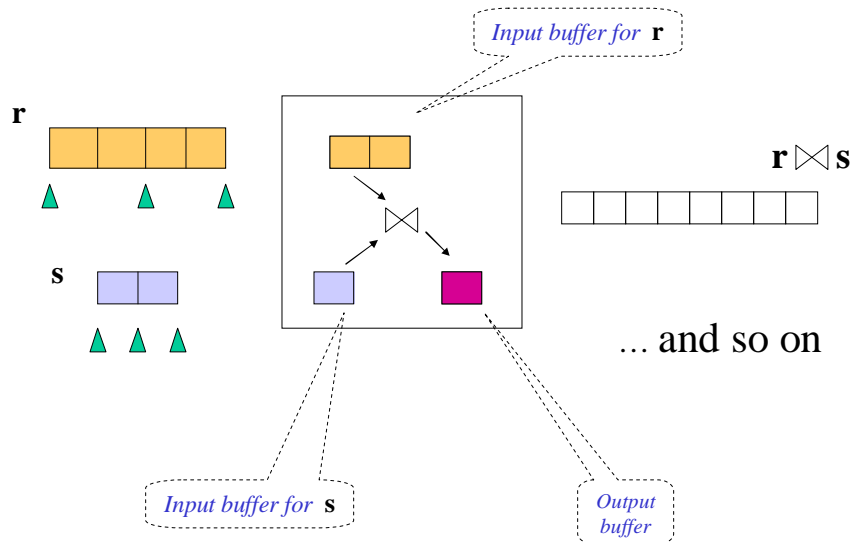 Input buffer for r
r
r ⋈ s
s
... and so on
Input buffer for s
Output
buffer